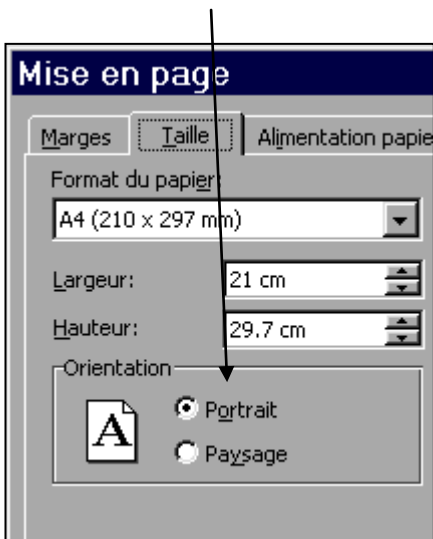 Mise en page
Marges Taille Alimentation papie
Format du papier:
A4 (210 x 297 mm)
Largeur: 21 cm
Hauteur: 29.7 cm
Orientation
A Portrait
Paysage